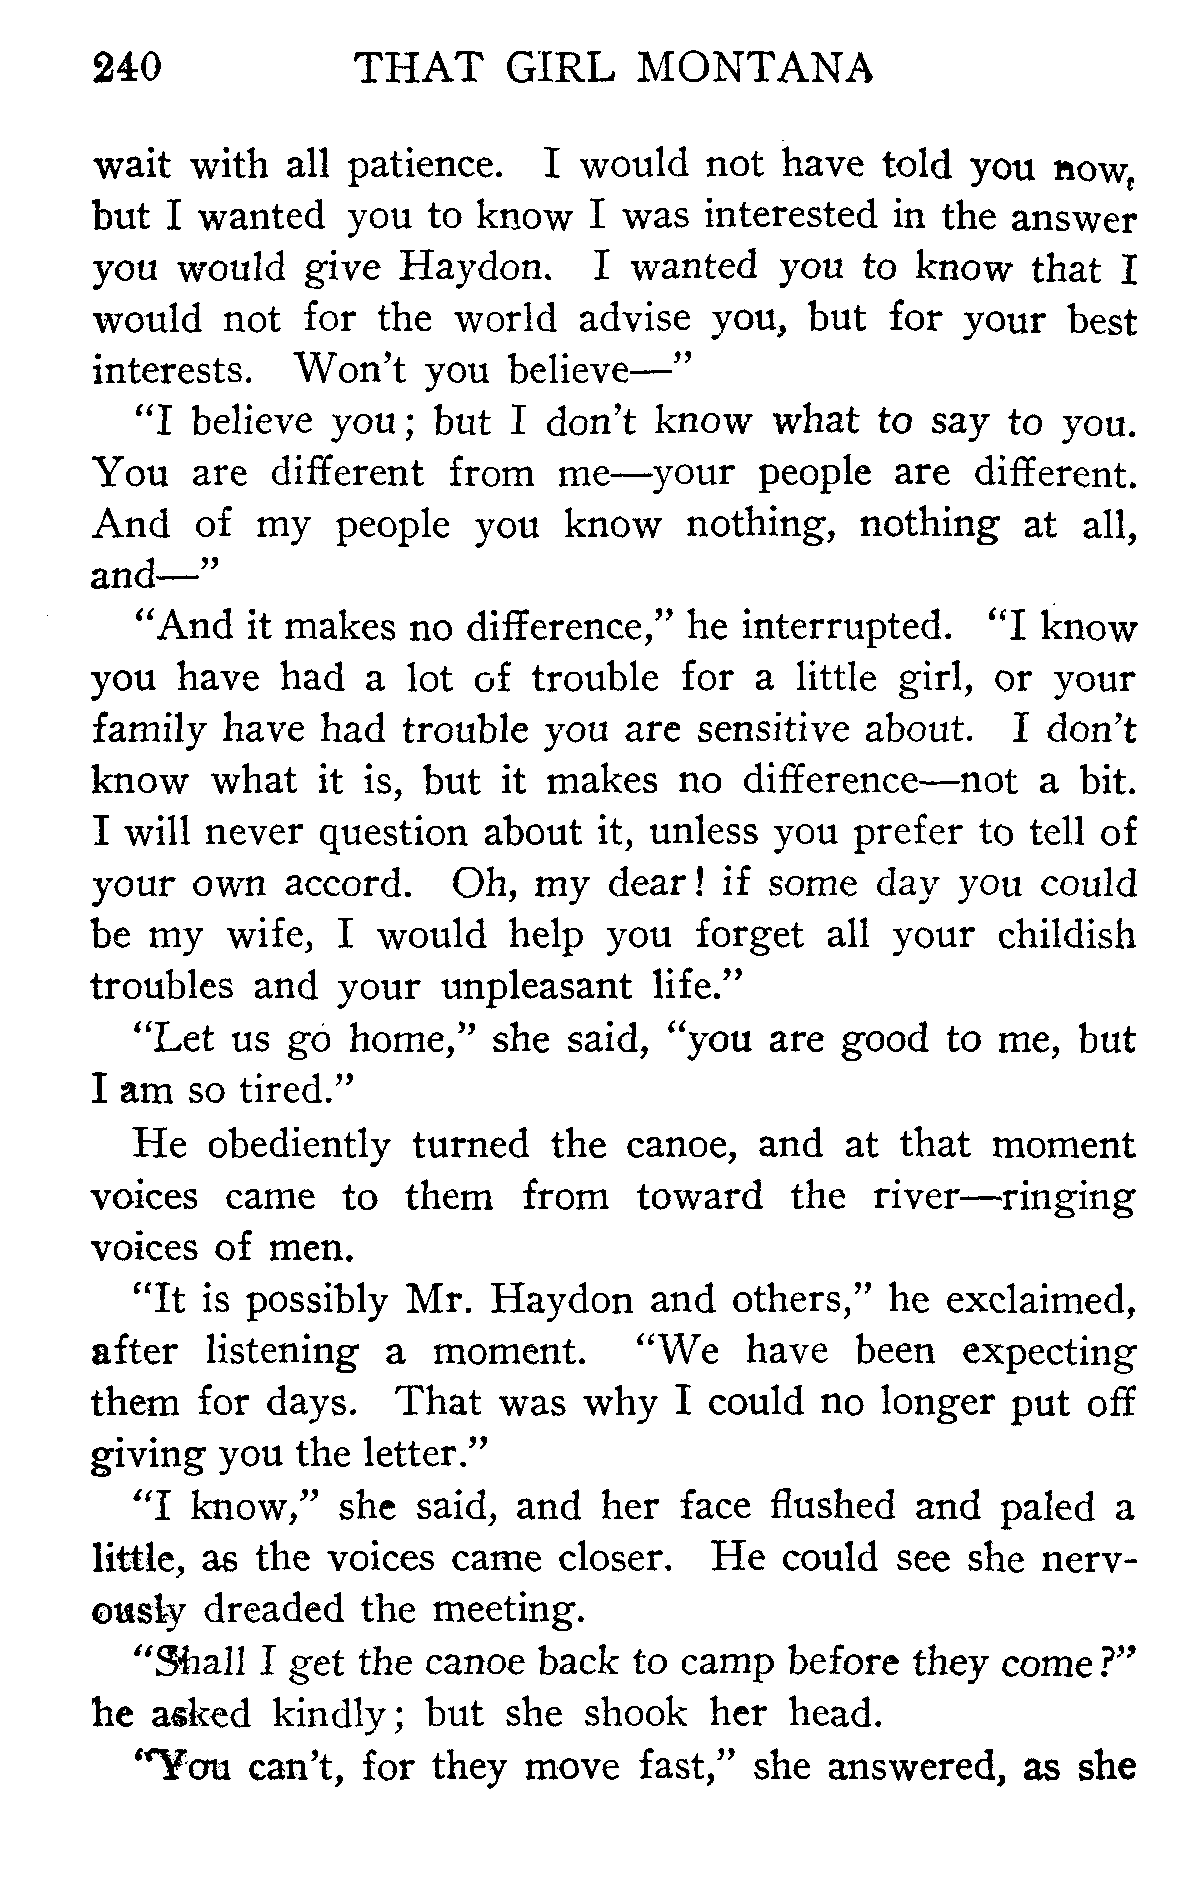 240 THAT GIRL MONTANA
wait with all patience. I would not have told you now,
but I wanted you to know I was interested in the answer
you would give Haydon. I wanted you to know that I
would not for the world advise you, but for your best
interests. Won't you believe—"
"I believe you; but I don't know what to say to you.
You are different from me—your people are different.
And of my people you know nothing, nothing at all,
and—"
"And it makes no difference," he interrupted. "I know
you have had a lot of trouble for a little girl, or your
family have had trouble you are sensitive about. I don't
know what it is, but it makes no difference—not a bit.
I will never question about it, unless you prefer to tell of
your own accord. Oh, my dear! if some day you could
be my wife, I would help you forget all your childish
troubles and your unpleasant life."
"Let us go home," she said, "you are good to me, but
I am so tired."
He obediently turned the canoe, and at that moment
voices came to them from toward the river—ringing
voices of men.
"It is possibly Mr. Haydon and others," he exclaimed,
after listening a moment. "We have been expecting
them for days. That was why I could no longer put off
giving you the letter."
"I know," she said, and her face flushed and paled a
little, as the voices came closer. He could see she nerv-
ously dreaded the meeting.
"Shall I get the canoe back to camp before they come?"
he asked kindly; but she shook her head.
"You can't, for they move fast," she answered, as she